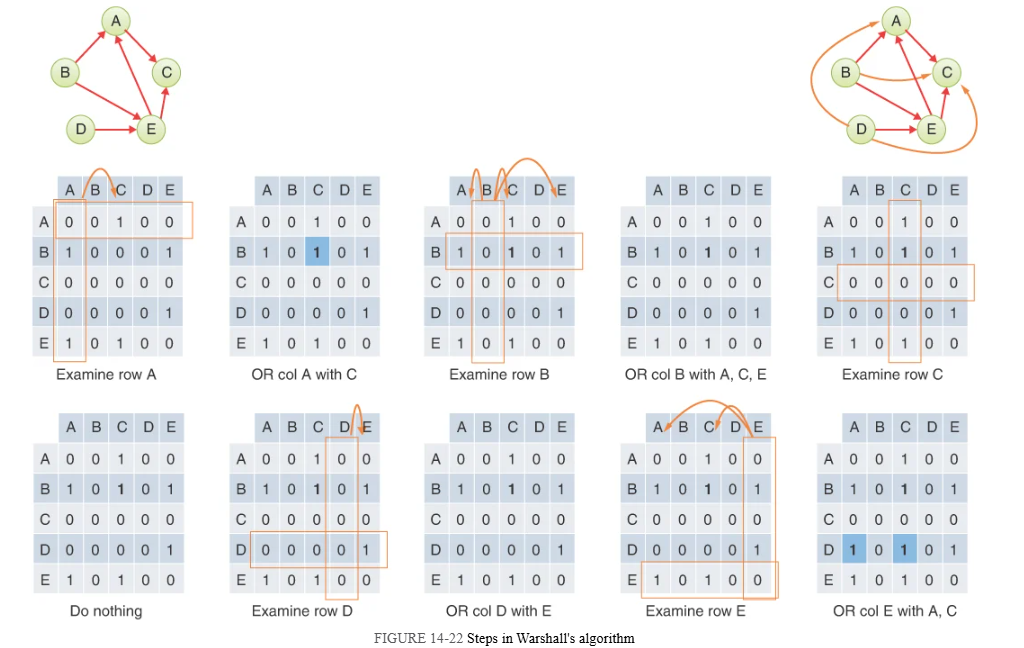 A
B C
D E
A
B C
D E
A B C D E
A 0 0 1 0 0
B 1 0 0 0 1
C 0 0 0 0 0
D 0 0 0 0 1
E 1 0 1 0 0
Examine row A
A B C D E
A 0 0 1 0 0
B 1 0 1 0 1
C 0 0 0 0 0
D 0 0 0 0 1
E 1 0 1 0 0
OR col A with C
A B C D E
A 0 0 1 0 0
B 1 0 1 0 1
C 0 0 0 0 0
D 0 0 0 0 1
E 1 0 1 0 0
Examine row B
A B C D E
A 0 0 1 0 0
B 1 0 1 0 1
C 0 0 0 0 0
D 0 0 0 0 1
E 1 0 1 0 0
OR col B with A, C, E
A B C D E
A 0 0 1 0 0
B 1 0 1 0 1
C 0 0 0 0 0
D 0 0 0 0 1
E 1 0 1 0 0
Examine row C
A B C D E
A 0 0 1 0 0
B 1 0 1 0 1
C 0 0 0 0 0
D 0 0 0 0 1
E 1 0 1 0 0
Do nothing
A B C D E
A 0 0 1 0 0
B 1 0 1 0 1
C 0 0 0 0 0
D 0 0 0 0 1
E 1 0 1 0 0
Examine row D
A B C D E
A 0 0 1 0 0
B 1 0 1 0 1
C 0 0 0 0 0
D 0 0 0 0 1
E 1 0 1 0 0
OR col D with E
A B C D E
A 0 0 1 0 0
B 1 0 1 0 1
C 0 0 0 0 0
D 0 0 0 0 1
E 1 0 1 0 0
Examine row E
A B C D E
A 0 0 1 0 0
B 1 0 1 0 1
C 0 0 0 0 0
D 1 0 1 0 1
E 1 0 1 0 0
OR col E with A, C
FIGURE 14-22 Steps in Warshall's algorithm